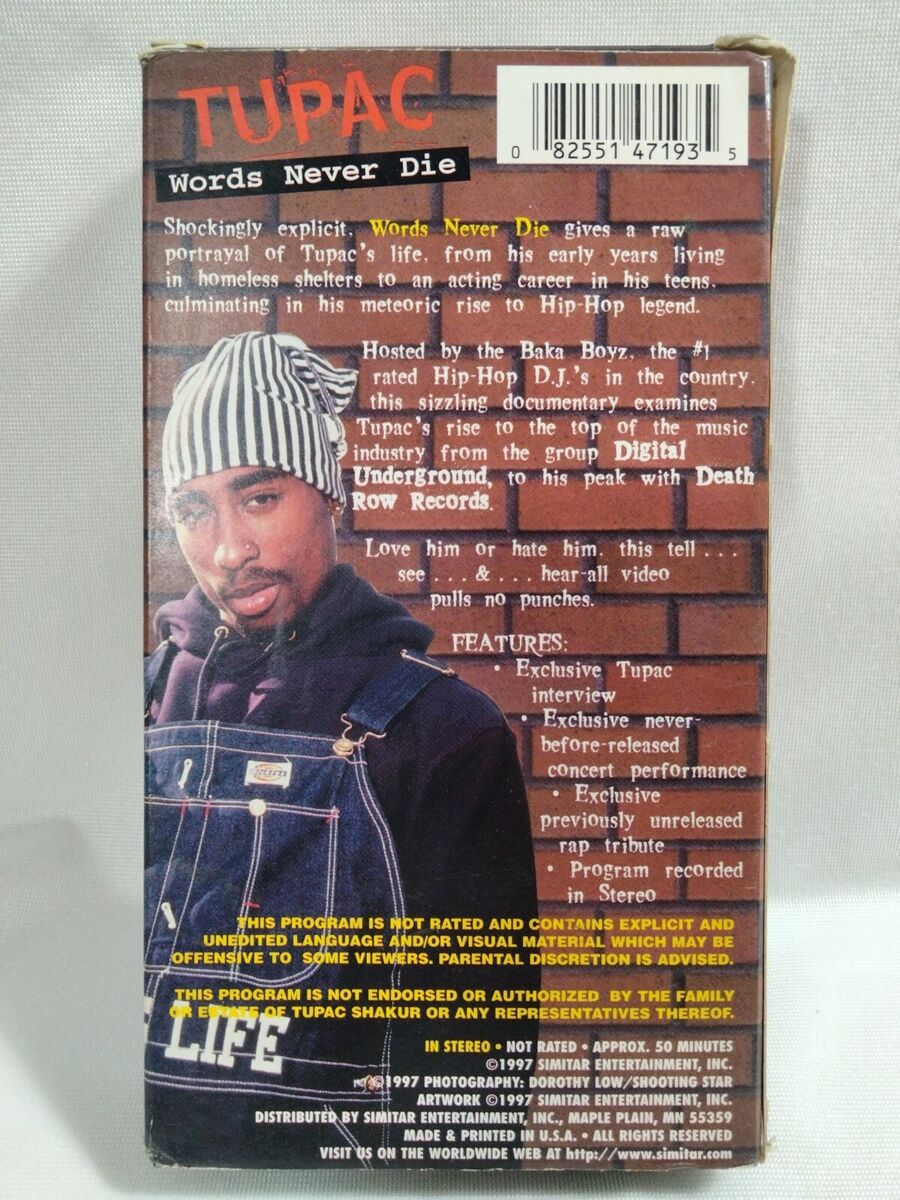 TUPAC
Words Never Die
0 82551 47193 5
Shockingly explicit, Words Never Die gives a raw
portrayal of Tupac's life, from his early years living
in homeless shelters to an acting career in his teens,
culminating in his meteoric rise to Hip-Hop legend.
Hosted by the Baka Boyz, the #1
rated Hip-Hop D.J.'s in the country,
this sizzling documentary examines
Tupac's rise to the top of the music
industry from the group Digital
Underground, to his peak with Death
Row Records.
Love him or hate him, this tell . . .
see . . . & . . . hear-all video
pulls no punches.
FEATURES:
• Exclusive Tupac
interview
• Exclusive never-
before-released
concert performance
• Exclusive
previously unreleased
rap tribute
• Program recorded
in Stereo
THIS PROGRAM IS NOT RATED AND CONTAINS EXPLICIT AND
UNEDITED LANGUAGE AND/OR VISUAL MATERIAL WHICH MAY BE
OFFENSIVE TO SOME VIEWERS. PARENTAL DISCRETION IS ADVISED.
THIS PROGRAM IS NOT ENDORSED OR AUTHORIZED BY THE FAMILY
OR ESTATE OF TUPAC SHAKUR OR ANY REPRESENTATIVES THEREOF.
LIFE
IN STEREO • NOT RATED • APPROX. 50 MINUTES
©1997 SIMITAR ENTERTAINMENT, INC.
©1997 PHOTOGRAPHY: DOROTHY LOW/SHOOTING STAR
ARTWORK ©1997 SIMITAR ENTERTAINMENT, INC.
DISTRIBUTED BY SIMITAR ENTERTAINMENT, INC., MAPLE PLAIN, MN 55359
MADE & PRINTED IN U.S.A. • ALL RIGHTS RESERVED
VISIT US ON THE WORLDWIDE WEB AT http://www.simitar.com